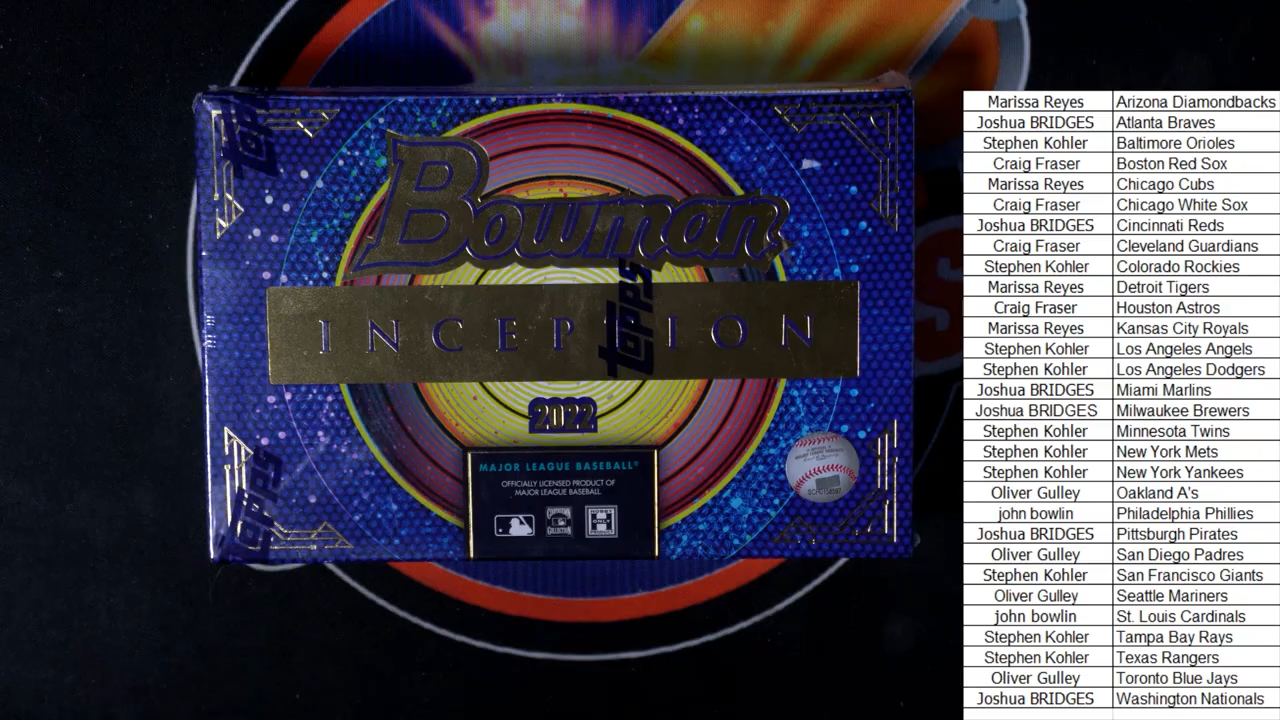 Bowman
INCEPTION
topps
topps
topps
2022
MAJOR LEAGUE BASEBALL®
OFFICIALLY LICENSED PRODUCT OF
MAJOR LEAGUE BASEBALL.
HOBBY
ONLY
Marissa Reyes Arizona Diamondbacks
Joshua BRIDGES Atlanta Braves
Stephen Kohler Baltimore Orioles
Craig Fraser Boston Red Sox
Marissa Reyes Chicago Cubs
Craig Fraser Chicago White Sox
Joshua BRIDGES Cincinnati Reds
Craig Fraser Cleveland Guardians
Stephen Kohler Colorado Rockies
Marissa Reyes Detroit Tigers
Craig Fraser Houston Astros
Marissa Reyes Kansas City Royals
Stephen Kohler Los Angeles Angels
Stephen Kohler Los Angeles Dodgers
Joshua BRIDGES Miami Marlins
Joshua BRIDGES Milwaukee Brewers
Stephen Kohler Minnesota Twins
Stephen Kohler New York Mets
Stephen Kohler New York Yankees
Oliver Gulley Oakland A's
john bowlin Philadelphia Phillies
Joshua BRIDGES Pittsburgh Pirates
Oliver Gulley San Diego Padres
Stephen Kohler San Francisco Giants
Oliver Gulley Seattle Mariners
john bowlin St. Louis Cardinals
Stephen Kohler Tampa Bay Rays
Stephen Kohler Texas Rangers
Oliver Gulley Toronto Blue Jays
Joshua BRIDGES Washington Nationals